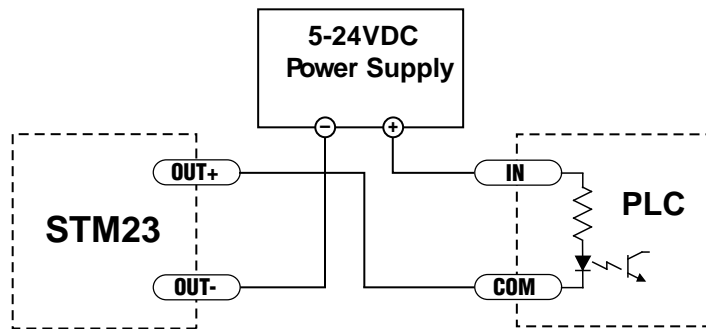 5-24VDC
Power Supply
–
+
OUT+
IN
STM23
PLC
OUT-
COM